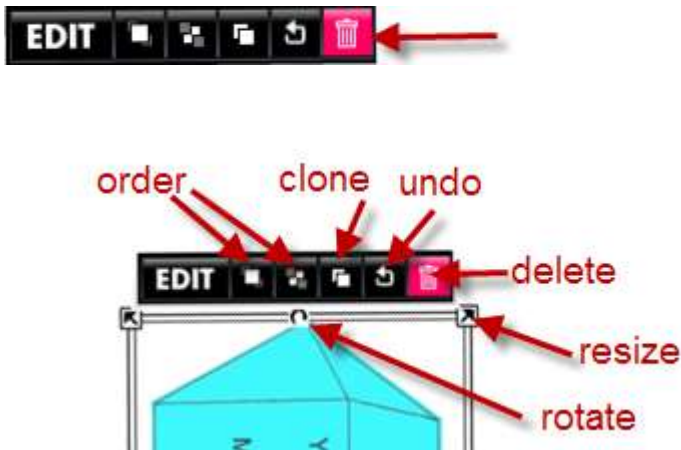 EDIT
order clone undo
EDIT
delete
resize
rotate
Z Y